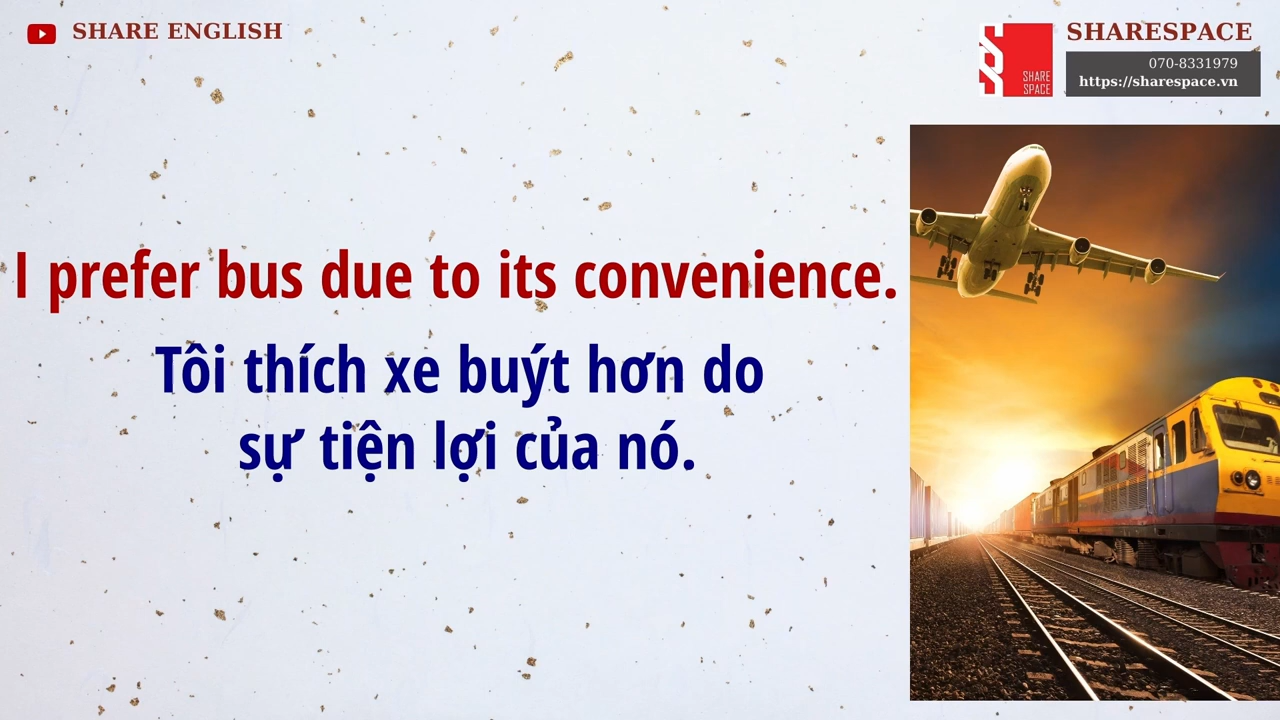 SHARE ENGLISH
SHARESPACE
070-8331979
https://sharespace.vn
SHARE
SPACE
I prefer bus due to its convenience.
Tôi thích xe buýt hơn do
sự tiện lợi của nó.